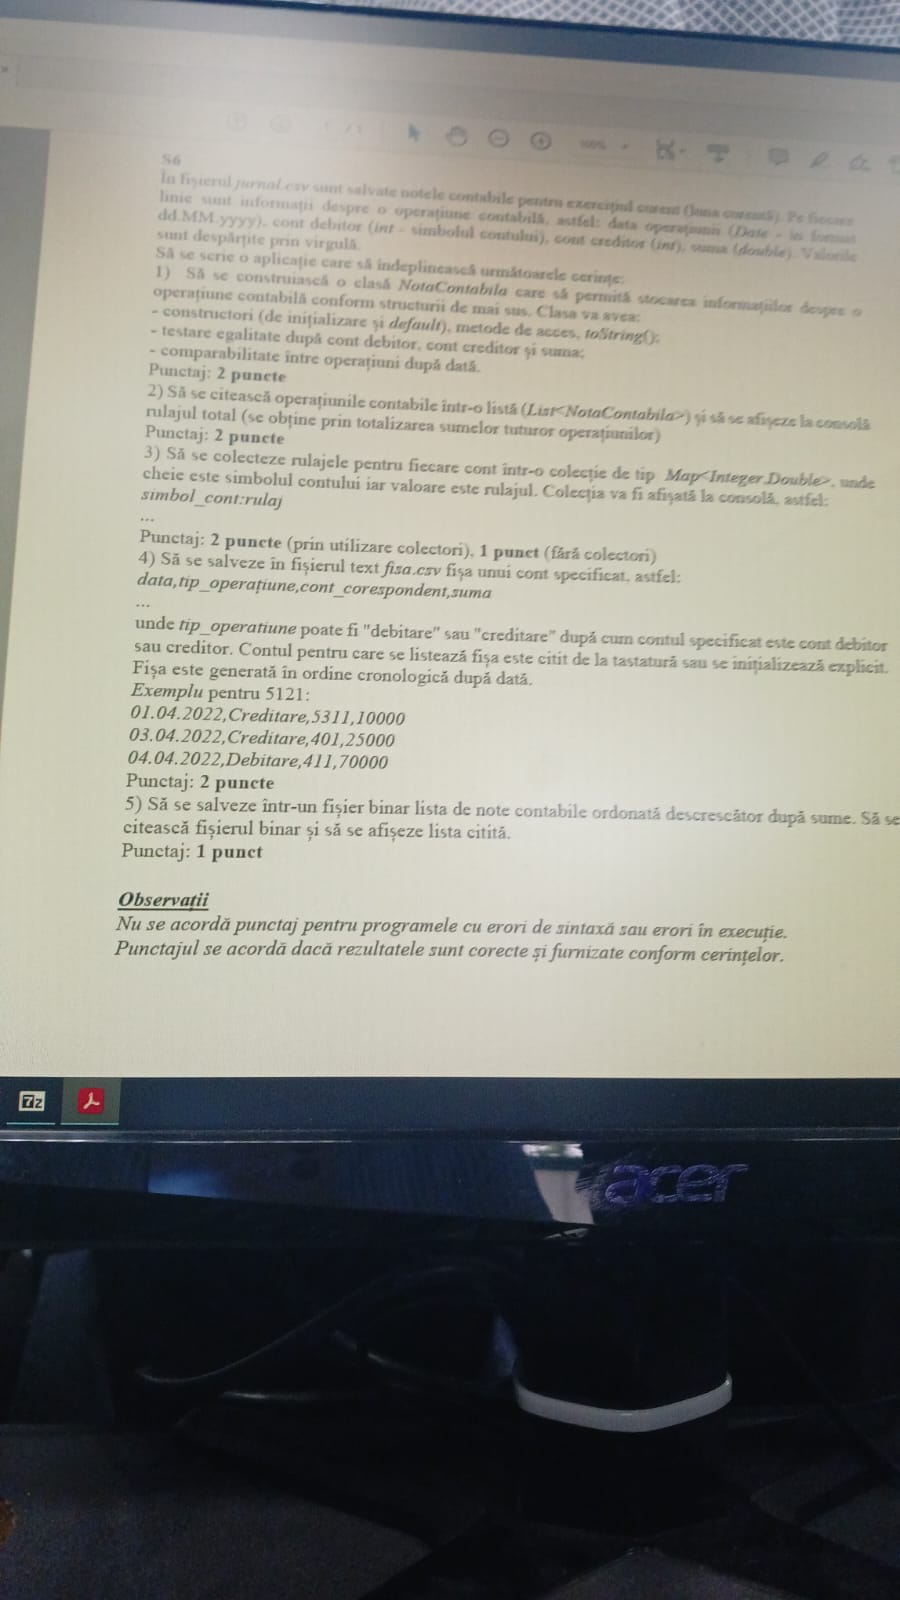 S6
În fișierul jurnal.csv sunt salvate notele contabile pentru exercițiul curent (luna curentă). Pe fiecare
linie sunt informații despre o operațiune contabilă, astfel: data operațiunii (Date - în format
dd.MM.yyyy), cont debitor (int - simbolul contului), cont creditor (int), suma (double). Valorile
sunt despărțite prin virgulă.
Să se scrie o aplicație care să îndeplinească următoarele cerințe:
1) Să se construiască o clasă NotaContabila care să permită stocarea informațiilor despre o
operațiune contabilă conform structurii de mai sus. Clasa va avea:
- constructori (de inițializare și default), metode de acces, toString();
- testare egalitate după cont debitor, cont creditor și suma;
- comparabilitate între operațiuni după dată.
Punctaj: 2 puncte
2) Să se citească operațiunile contabile într-o listă (List<NotaContabila>) și să se afișeze la consolă
rulajul total (se obține prin totalizarea sumelor tuturor operațiunilor)
Punctaj: 2 puncte
3) Să se colecteze rulajele pentru fiecare cont într-o colecție de tip Map<Integer,Double>, unde
cheie este simbolul contului iar valoare este rulajul. Colecția va fi afișată la consolă, astfel:
simbol_cont:rulaj
...
Punctaj: 2 puncte (prin utilizare colectori), 1 punct (fără colectori)
4) Să se salveze în fișierul text fisa.csv fișa unui cont specificat, astfel:
data,tip_operațiune,cont_corespondent,suma
...
unde tip_operatiune poate fi "debitare" sau "creditare" după cum contul specificat este cont debitor
sau creditor. Contul pentru care se listează fișa este citit de la tastatură sau se inițializează explicit.
Fișa este generată în ordine cronologică după dată.
Exemplu pentru 5121:
01.04.2022,Creditare,5311,10000
03.04.2022,Creditare,401,25000
04.04.2022,Debitare,411,70000
Punctaj: 2 puncte
5) Să se salveze într-un fișier binar lista de note contabile ordonată descrescător după sume. Să se
citească fișierul binar și să se afișeze lista citită.
Punctaj: 1 punct
Observații
Nu se acordă punctaj pentru programele cu erori de sintaxă sau erori în execuție.
Punctajul se acordă dacă rezultatele sunt corecte și furnizate conform cerințelor.
7z
acer